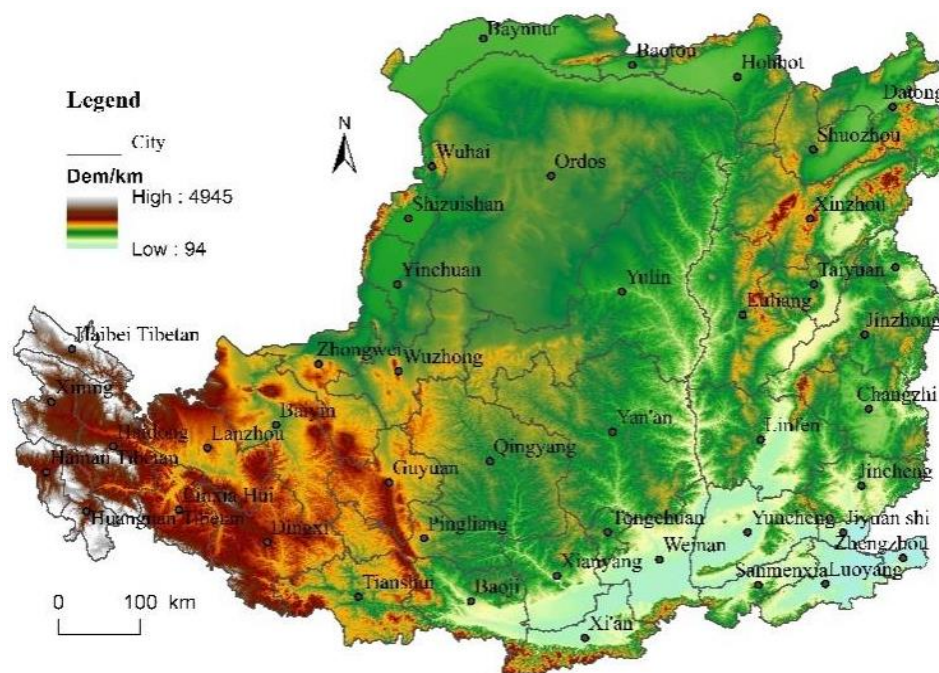 Baynnur
Baotou
Hohhot
Datong
Legend
City
N
Dem/km
High : 4945
Low : 94
Shuozhou
Wuhai
Ordos
Shizuishan
Xinzhou
Yinchuan
Yulin
Taiyuan
Luliang
Jinzhong
Haibei Tibetan
Zhongwei
Wuzhong
Xining
Baiyin
Changzhi
Haidong
Lanzhou
Yan'an
Linfen
Qingyang
Hainan Tibetan
Guyuan
Jincheng
Linxia Hui
Huangnan Tibetan
Dingxi
Pingliang
Tongchuan
Yuncheng
Jiyuan shi
Zhengzhou
Weinan
Xianyang
Sanmenxia
Luoyang
Tianshui
Baoji
0 100 km
Xi'an